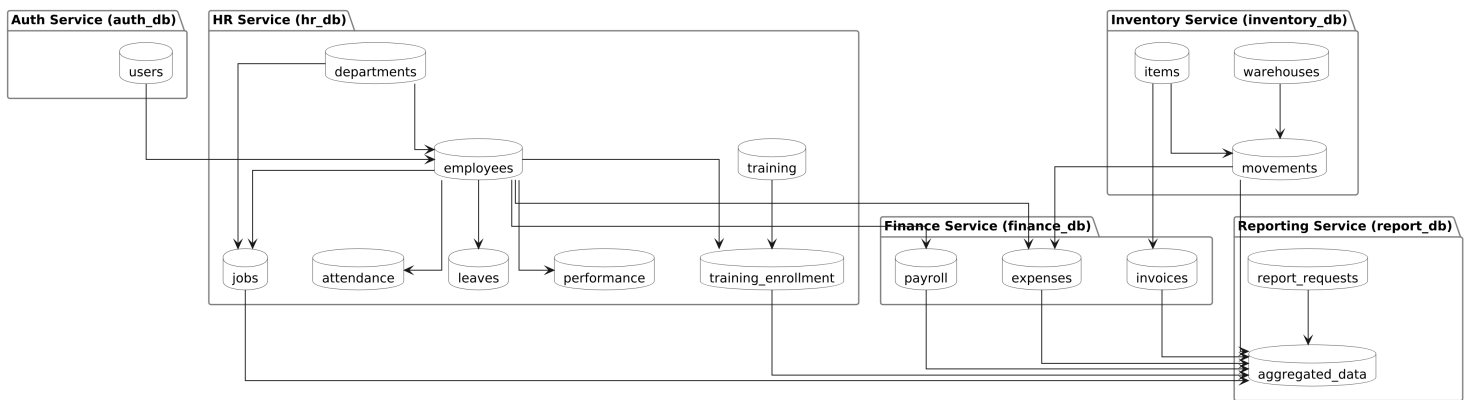 Auth Service (auth_db)
HR Service (hr_db)
Inventory Service (inventory_db)
users
departments
items
warehouses
employees
training
movements
Finance Service (finance_db)
Reporting Service (report_db)
jobs
attendance
leaves
performance
training_enrollment
payroll
expenses
invoices
report_requests
aggregated_data